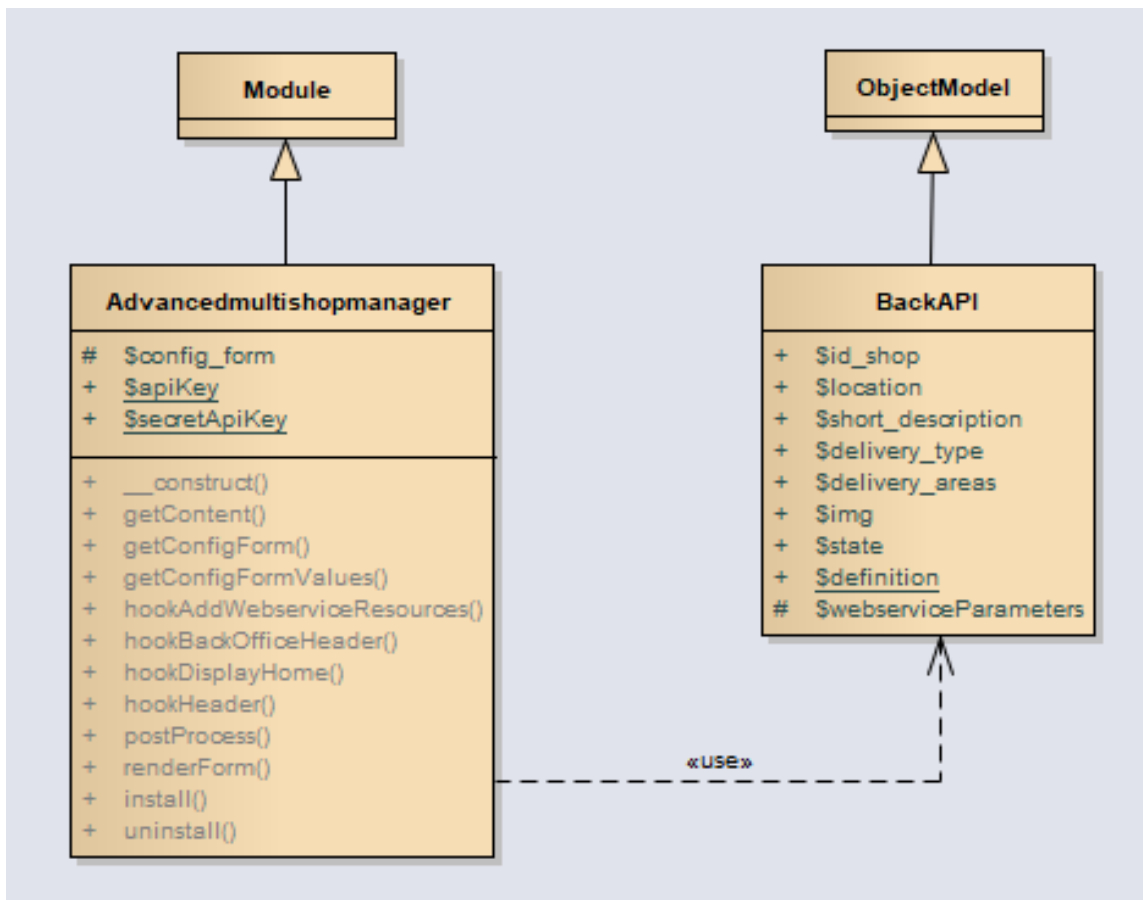 Module
ObjectModel
Advancedmultishopmanager
# $config_form
+ $apiKey
+ $secretApiKey
+ __construct()
+ getContent()
+ getConfigForm()
+ getConfigFormValues()
+ hookAddWebserviceResources()
+ hookBackOfficeHeader()
+ hookDisplayHome()
+ hookHeader()
+ postProcess()
+ renderForm()
+ install()
+ uninstall()
BackAPI
+ $id_shop
+ $location
+ $short_description
+ $delivery_type
+ $delivery_areas
+ $img
+ $state
+ $definition
# $webserviceParameters
«use»